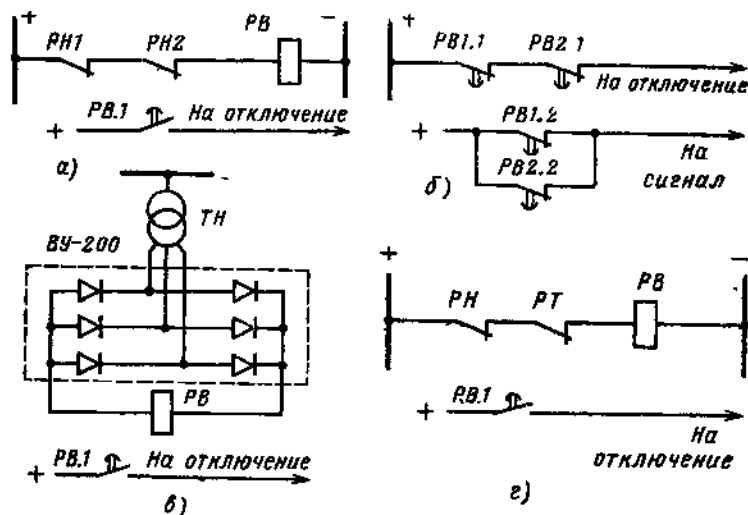 +
РН1
РН2
РВ
-
+
РВ.1
На отключение
а)
+
РВ1.1
РВ2.1
На отключение
+
РВ1.2
РВ2.2
На
сигнал
б)
ТН
ВУ-200
РВ
+
РВ.1
На отключение
в)
+
РН
РТ
РВ
-
+
РВ.1
На
отключение
г)